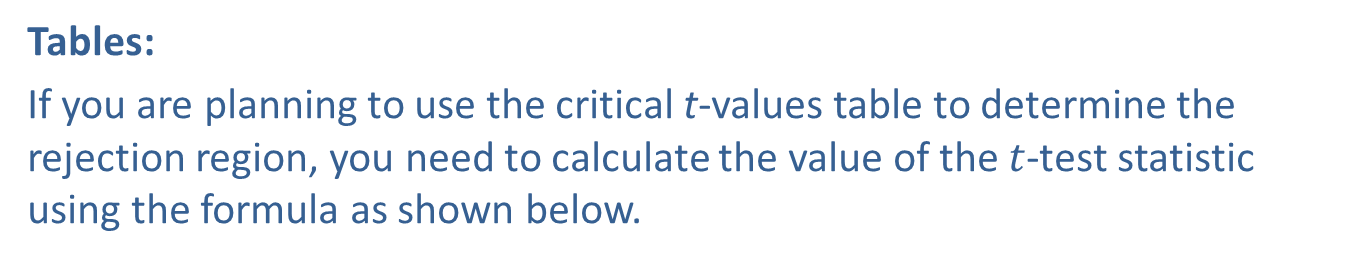 Tables:
If you are planning to use the critical t-values table to determine the
rejection region, you need to calculate the value of the t-test statistic
using the formula as shown below.